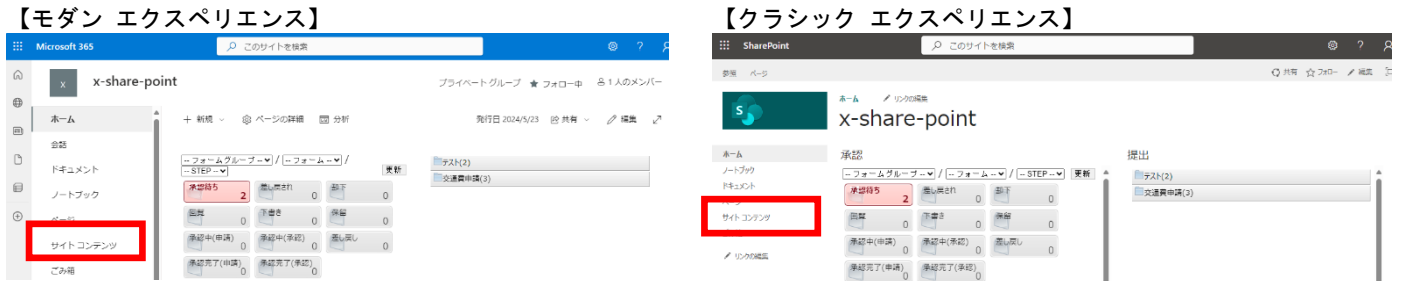 【モダン エクスペリエンス】
Microsoft 365
このサイトを検索
?
x
x-share-point
プライベート グループ ★ フォロー中 1 人のメンバー
ホーム
会話
ドキュメント
ノートブック
ページ
サイト コンテンツ
ごみ箱
+ 新規 ページの詳細 分析
発行日 2024/5/23 共有 編集
-- フォームグループ -- / -- フォーム -- /
-- STEP --
更新
承認待ち 2
差し戻され 0
却下 0
回覧 0
下書き 0
保留 0
承認中(申請) 0
承認中(承認) 0
差し戻し 0
承認完了(申請) 0
承認完了(承認) 0
テスト(2)
交通費申請(3)
【クラシック エクスペリエンス】
SharePoint
このサイトを検索
?
参照 ページ
共有 ☆ フォロー 編集
S
ホーム リンクの編集
x-share-point
ホーム
ノートブック
ドキュメント
サイト コンテンツ
リンクの編集
承認
-- フォームグループ -- / -- フォーム -- / -- STEP -- 更新
承認待ち 2
差し戻され 0
却下 0
回覧 0
下書き 0
保留 0
承認中(申請) 0
承認中(承認) 0
差し戻し 0
承認完了(申請) 0
承認完了(承認) 0
提出
テスト(2)
交通費申請(3)